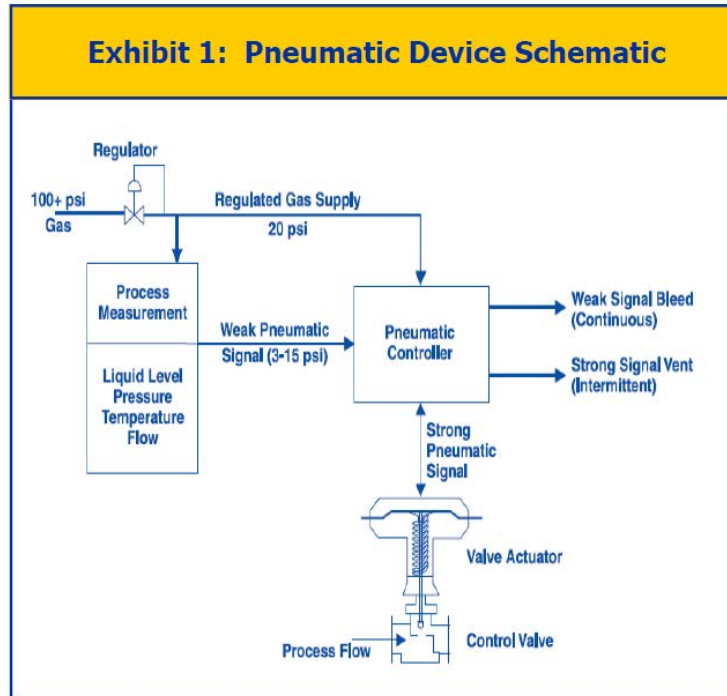 Exhibit 1: Pneumatic Device Schematic
Regulator
100+ psi
Gas
Regulated Gas Supply
20 psi
Process
Measurement
Liquid Level
Pressure
Temperature
Flow
Weak Pneumatic
Signal (3-15 psi)
Pneumatic
Controller
Weak Signal Bleed
(Continuous)
Strong Signal Vent
(Intermittent)
Strong
Pneumatic
Signal
Valve Actuator
Control Valve
Process Flow